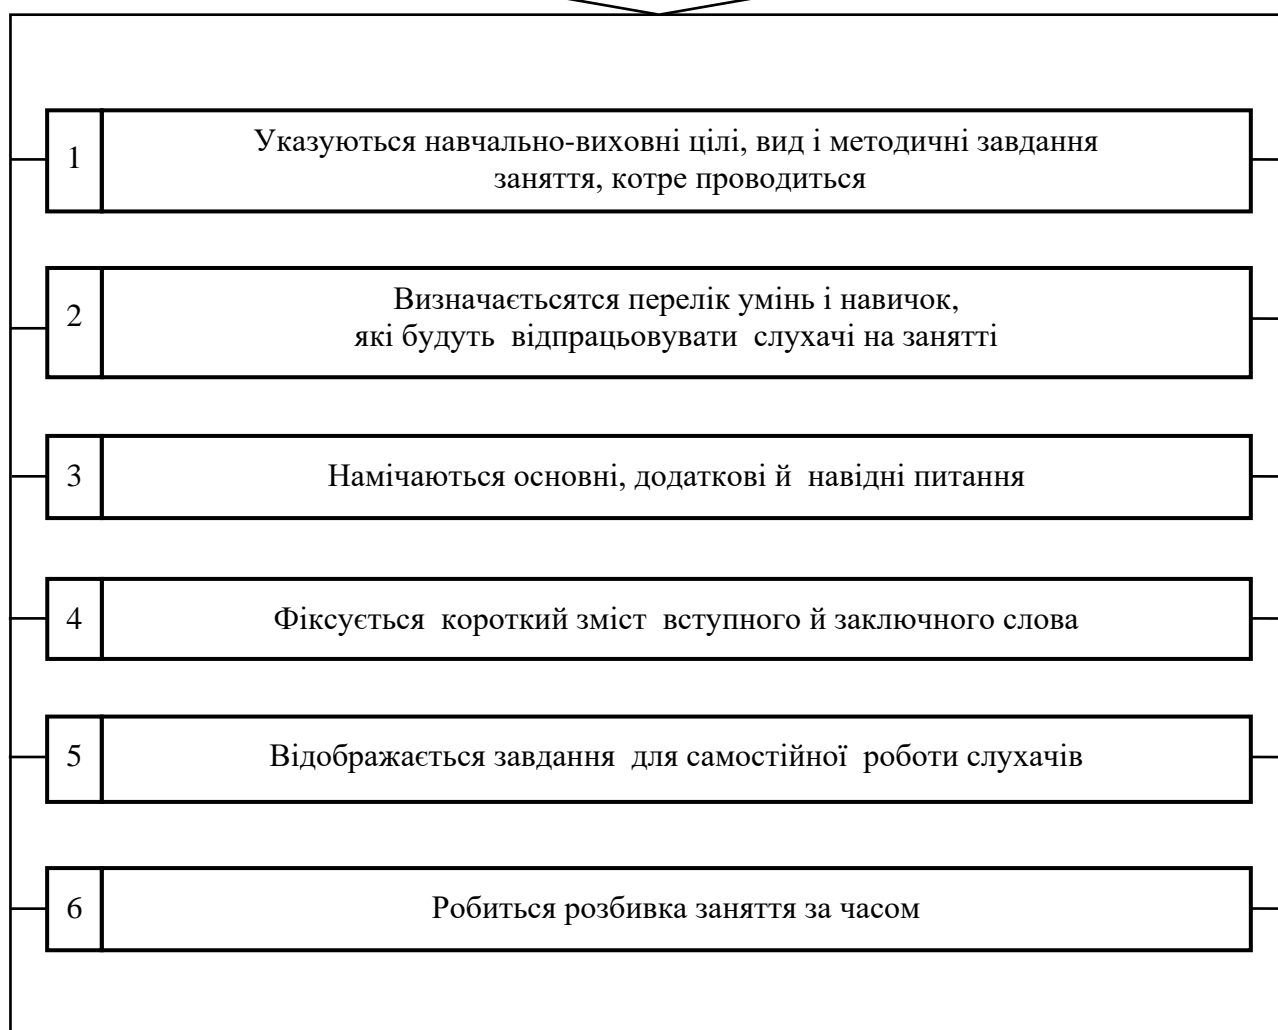 1
Указуються навчально-виховні цілі, вид і методичні завдання
заняття, котре проводиться
2
Визначаєтьсятся перелік умінь і навичок,
які будуть відпрацьовувати слухачі на занятті
3
Намічаються основні, додаткові й навідні питання
4
Фіксується короткий зміст вступного й заключного слова
5
Відображається завдання для самостійної роботи слухачів
6
Робиться розбивка заняття за часом